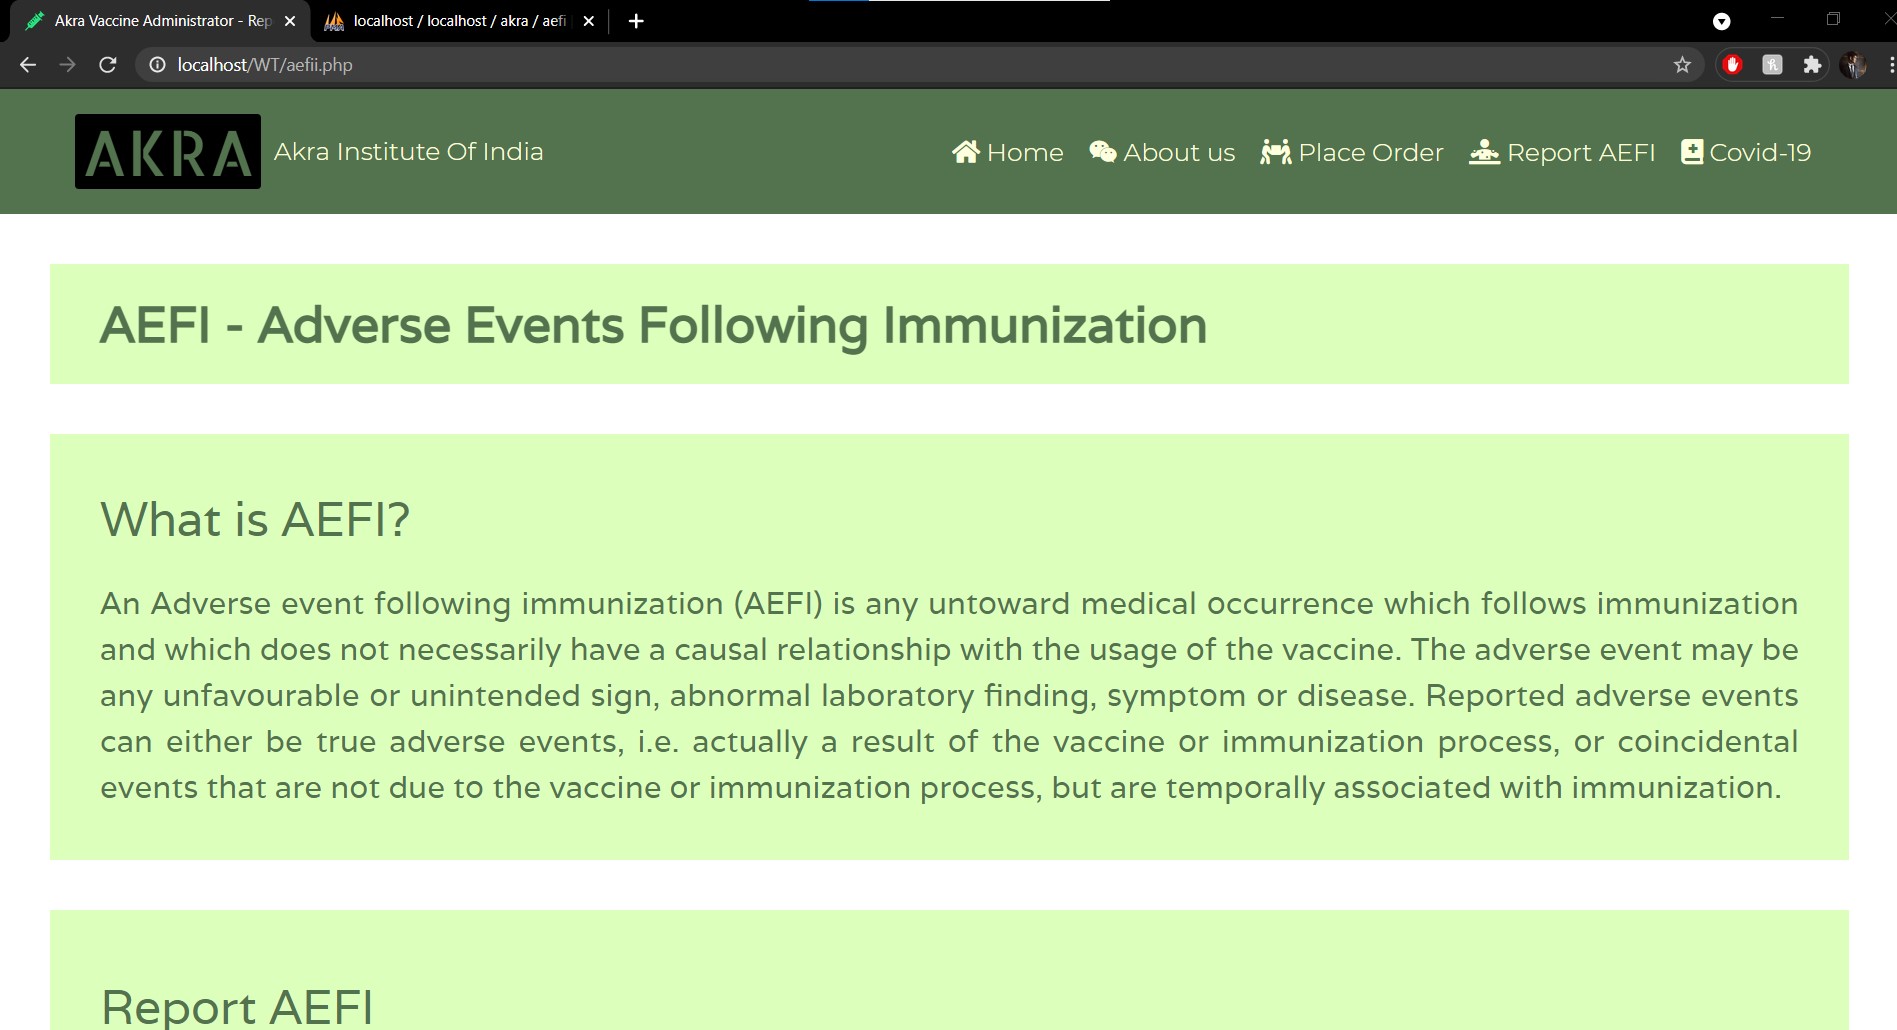 Akra Vaccine Administrator - Rep
localhost / localhost / akra / aefi
localhost/WT/aefii.php
AKRA
Akra Institute Of India
Home
About us
Place Order
Report AEFI
Covid-19
AEFI - Adverse Events Following Immunization
What is AEFI?
An Adverse event following immunization (AEFI) is any untoward medical occurrence which follows immunization
and which does not necessarily have a causal relationship with the usage of the vaccine. The adverse event may be
any unfavourable or unintended sign, abnormal laboratory finding, symptom or disease. Reported adverse events
can either be true adverse events, i.e. actually a result of the vaccine or immunization process, or coincidental
events that are not due to the vaccine or immunization process, but are temporally associated with immunization.
Report AEFI